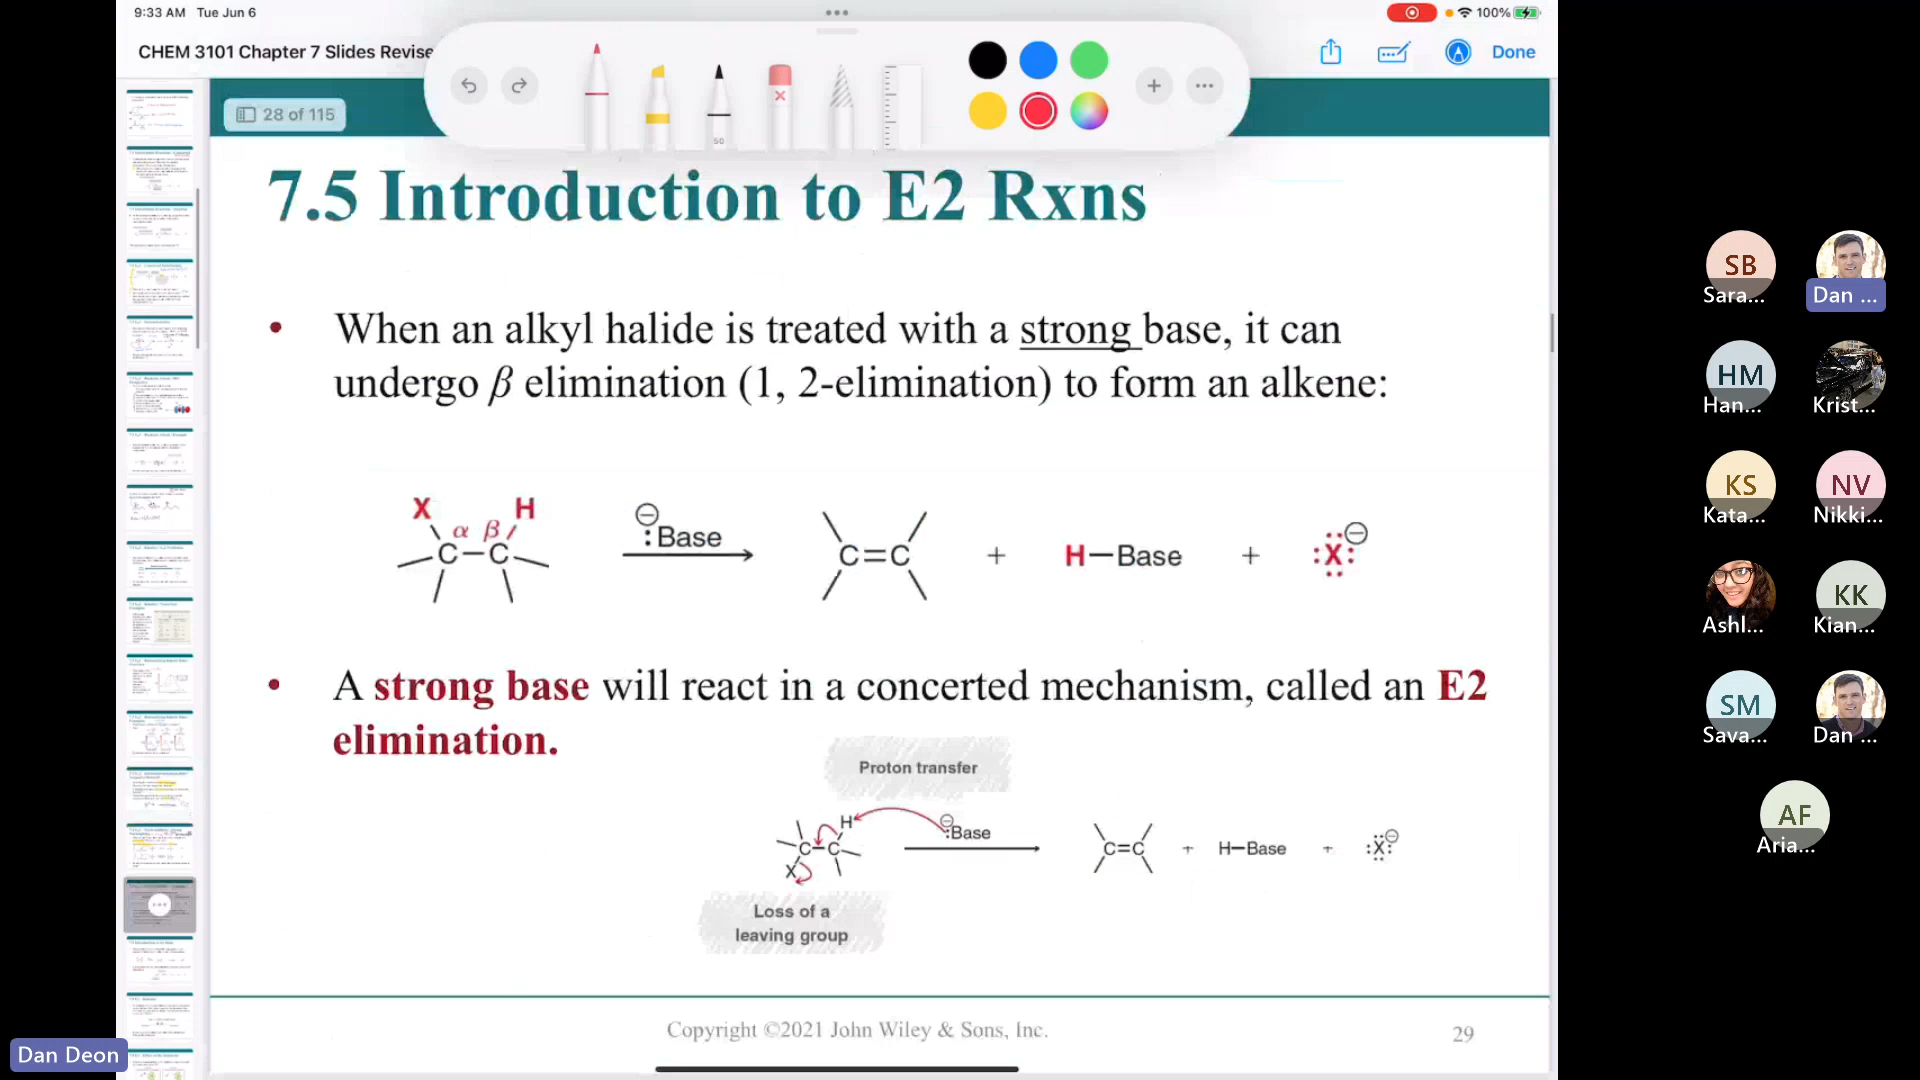 9:33 AM Tue Jun 6
100%
CHEM 3101 Chapter 7 Slides Revise
Done
50
28 of 115
7.5 Introduction to E2 Rxns
• When an alkyl halide is treated with a strong base, it can
undergo β elimination (1, 2-elimination) to form an alkene:
X α β H
C–C
⊖
:Base
C=C + H–Base + :X:⊖
• A strong base will react in a concerted mechanism, called an E2
elimination.
Proton transfer
H ⊖:Base
C–C
X
C=C + H–Base + :X:⊖
Loss of a
leaving group
Copyright ©2021 John Wiley & Sons, Inc.
29
Dan Deon
SB
Sara...
Dan ...
HM
Han...
Krist...
KS
Kata...
NV
Nikki...
Ashl...
KK
Kian...
SM
Sava...
Dan ...
AF
Aria...